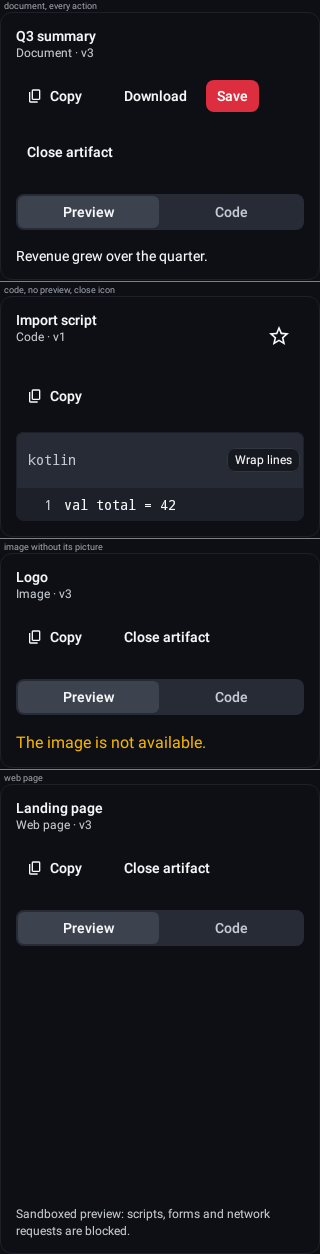 document, every action
Q3 summary
Document · v3
Copy Download Save
Close artifact
Preview Code
Revenue grew over the quarter.
code, no preview, close icon
Import script
Code · v1
Copy
kotlin Wrap lines
1 val total = 42
image without its picture
Logo
Image · v3
Copy Close artifact
Preview Code
The image is not available.
web page
Landing page
Web page · v3
Copy Close artifact
Preview Code
Sandboxed preview: scripts, forms and network
requests are blocked.